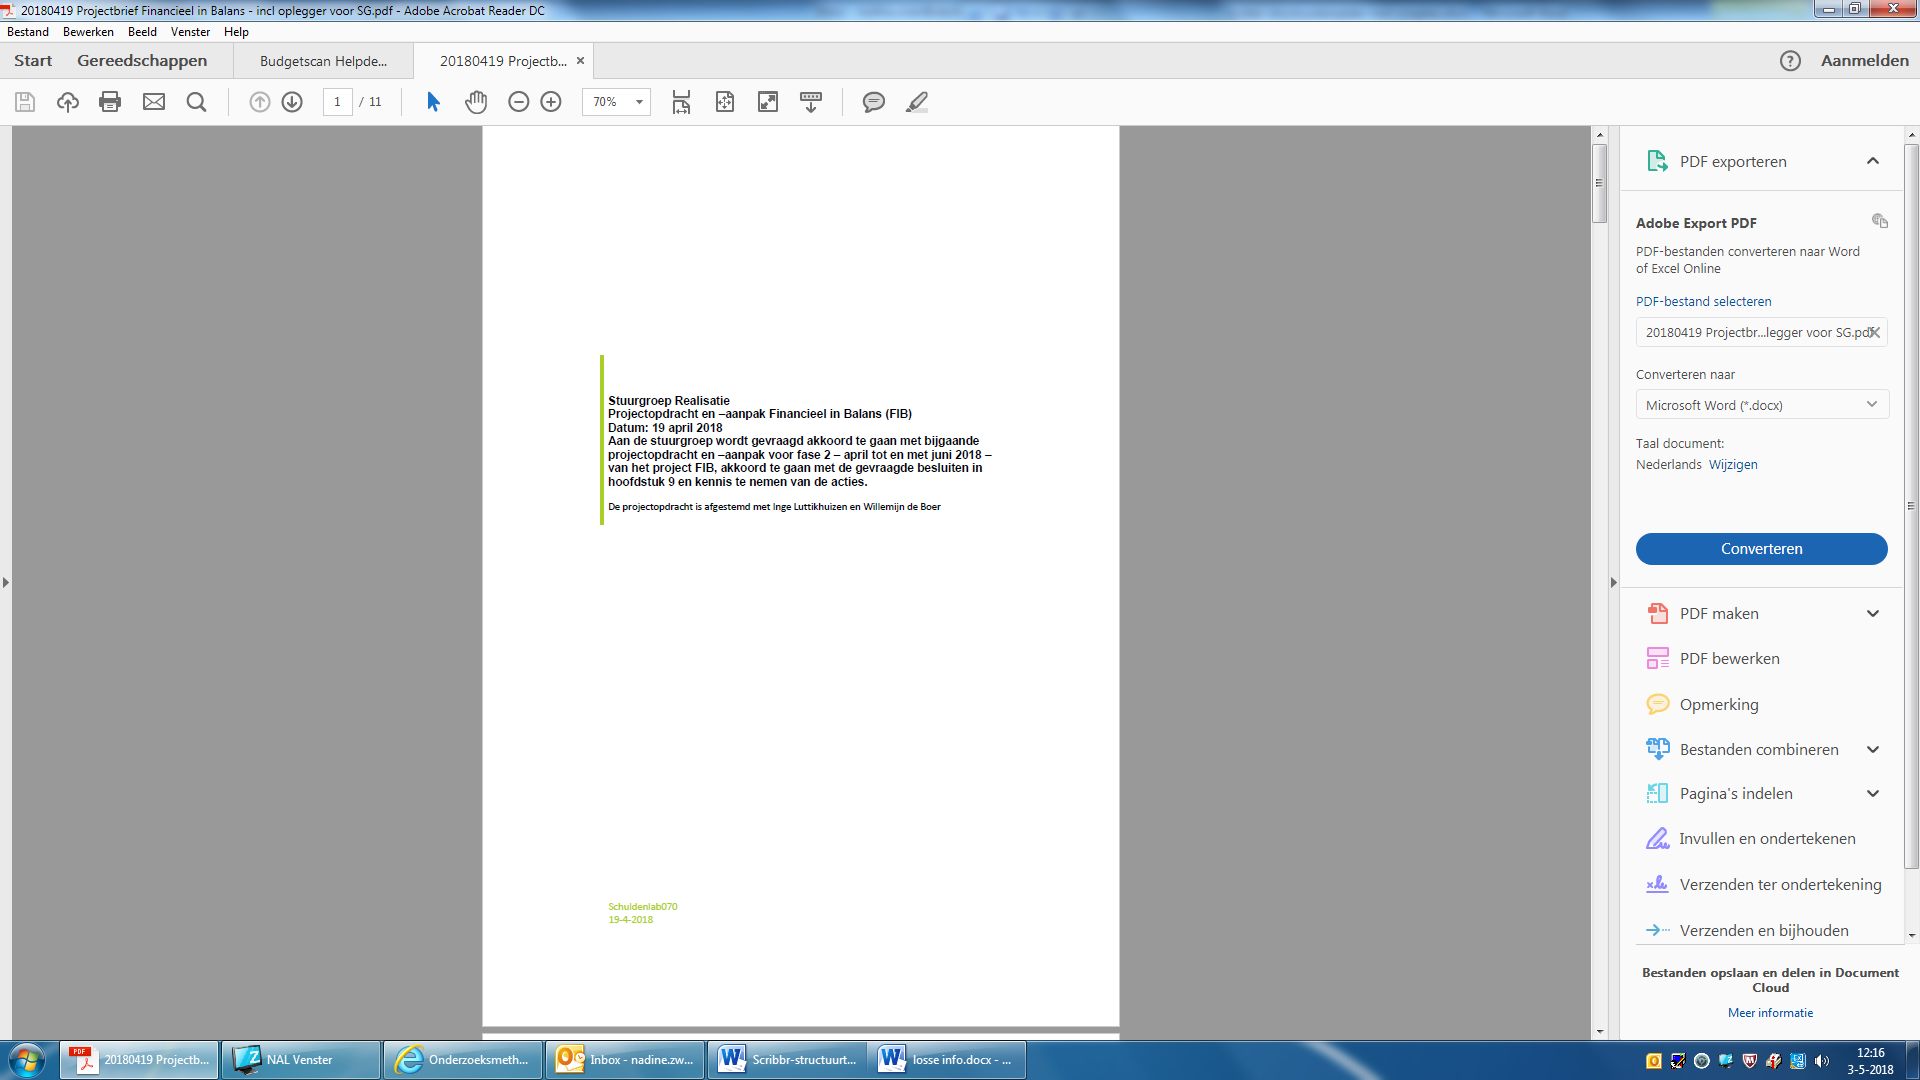 20180419 Projectbrief Financieel in Balans - incl oplegger voor SG.pdf - Adobe Acrobat Reader DC
Bestand Bewerken Beeld Venster Help
Start Gereedschappen Budgetscan Helpde... 20180419 Projectb... Aanmelden
1 / 11 70%
Stuurgroep Realisatie
Projectopdracht en –aanpak Financieel in Balans (FIB)
Datum: 19 april 2018
Aan de stuurgroep wordt gevraagd akkoord te gaan met bijgaande
projectopdracht en –aanpak voor fase 2 – april tot en met juni 2018 –
van het project FIB, akkoord te gaan met de gevraagde besluiten in
hoofdstuk 9 en kennis te nemen van de acties.
De projectopdracht is afgestemd met Inge Luttikhuizen en Willemijn de Boer
Schuldenlab070
19-4-2018
PDF exporteren
Adobe Export PDF
PDF-bestanden converteren naar Word
of Excel Online
PDF-bestand selecteren
20180419 Projectbr...legger voor SG.pdf
Converteren naar
Microsoft Word (*.docx)
Taal document:
Nederlands Wijzigen
Converteren
PDF maken
PDF bewerken
Opmerking
Bestanden combineren
Pagina's indelen
Invullen en ondertekenen
Verzenden ter ondertekening
Verzenden en bijhouden
Bestanden opslaan en delen in Document
Cloud
Meer informatie
20180419 Projectb... NAL Venster Onderzoeksmeth... Inbox - nadine.zw... Scribbr-structuurt... losse info.docx - ...
12:16
3-5-2018